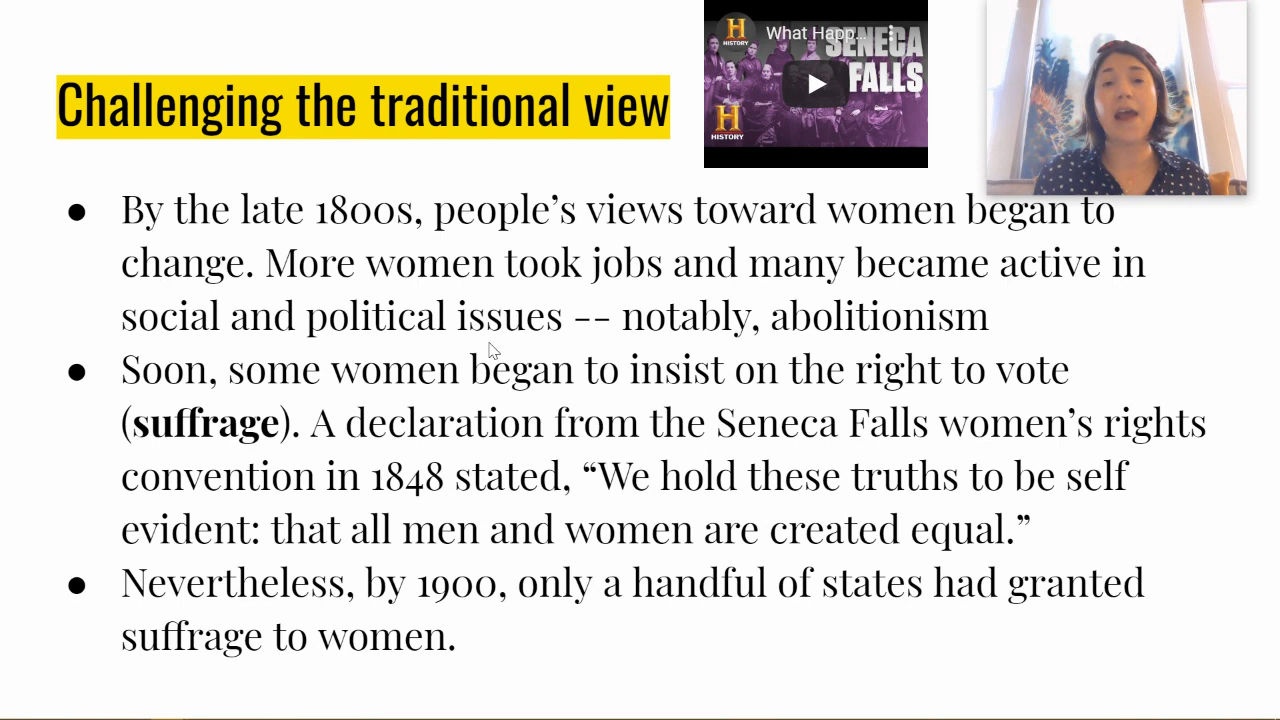 What Happ...
HISTORY
SENECA
FALLS
H
HISTORY
Challenging the traditional view
● By the late 1800s, people’s views toward women began to
change. More women took jobs and many became active in
social and political issues -- notably, abolitionism
● Soon, some women began to insist on the right to vote
(suffrage). A declaration from the Seneca Falls women’s rights
convention in 1848 stated, “We hold these truths to be self
evident: that all men and women are created equal.”
● Nevertheless, by 1900, only a handful of states had granted
suffrage to women.